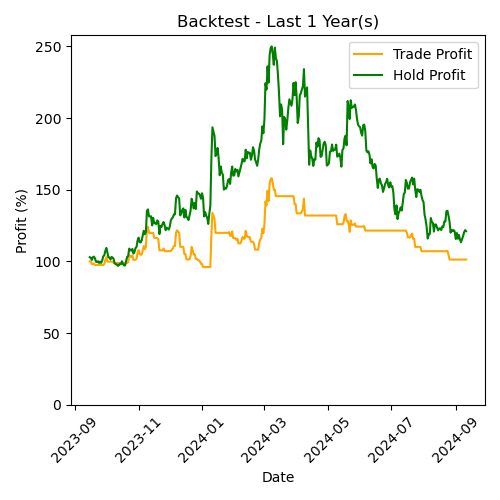 Backtest - Last 1 Year(s)
Trade Profit
Hold Profit
Profit (%)
250
200
150
100
50
0
2023-09
2023-11
2024-01
2024-03
2024-05
2024-07
2024-09
Date